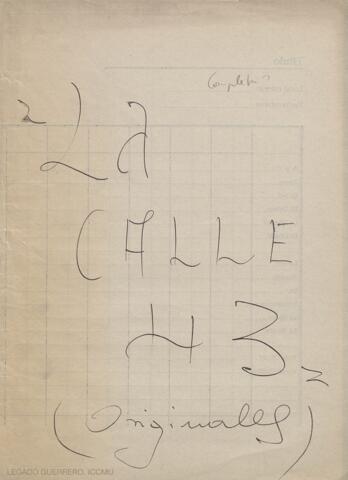 Completo?
"La
CALLE
43"
(Originales)
LEGADO GUERRERO. ICCMU